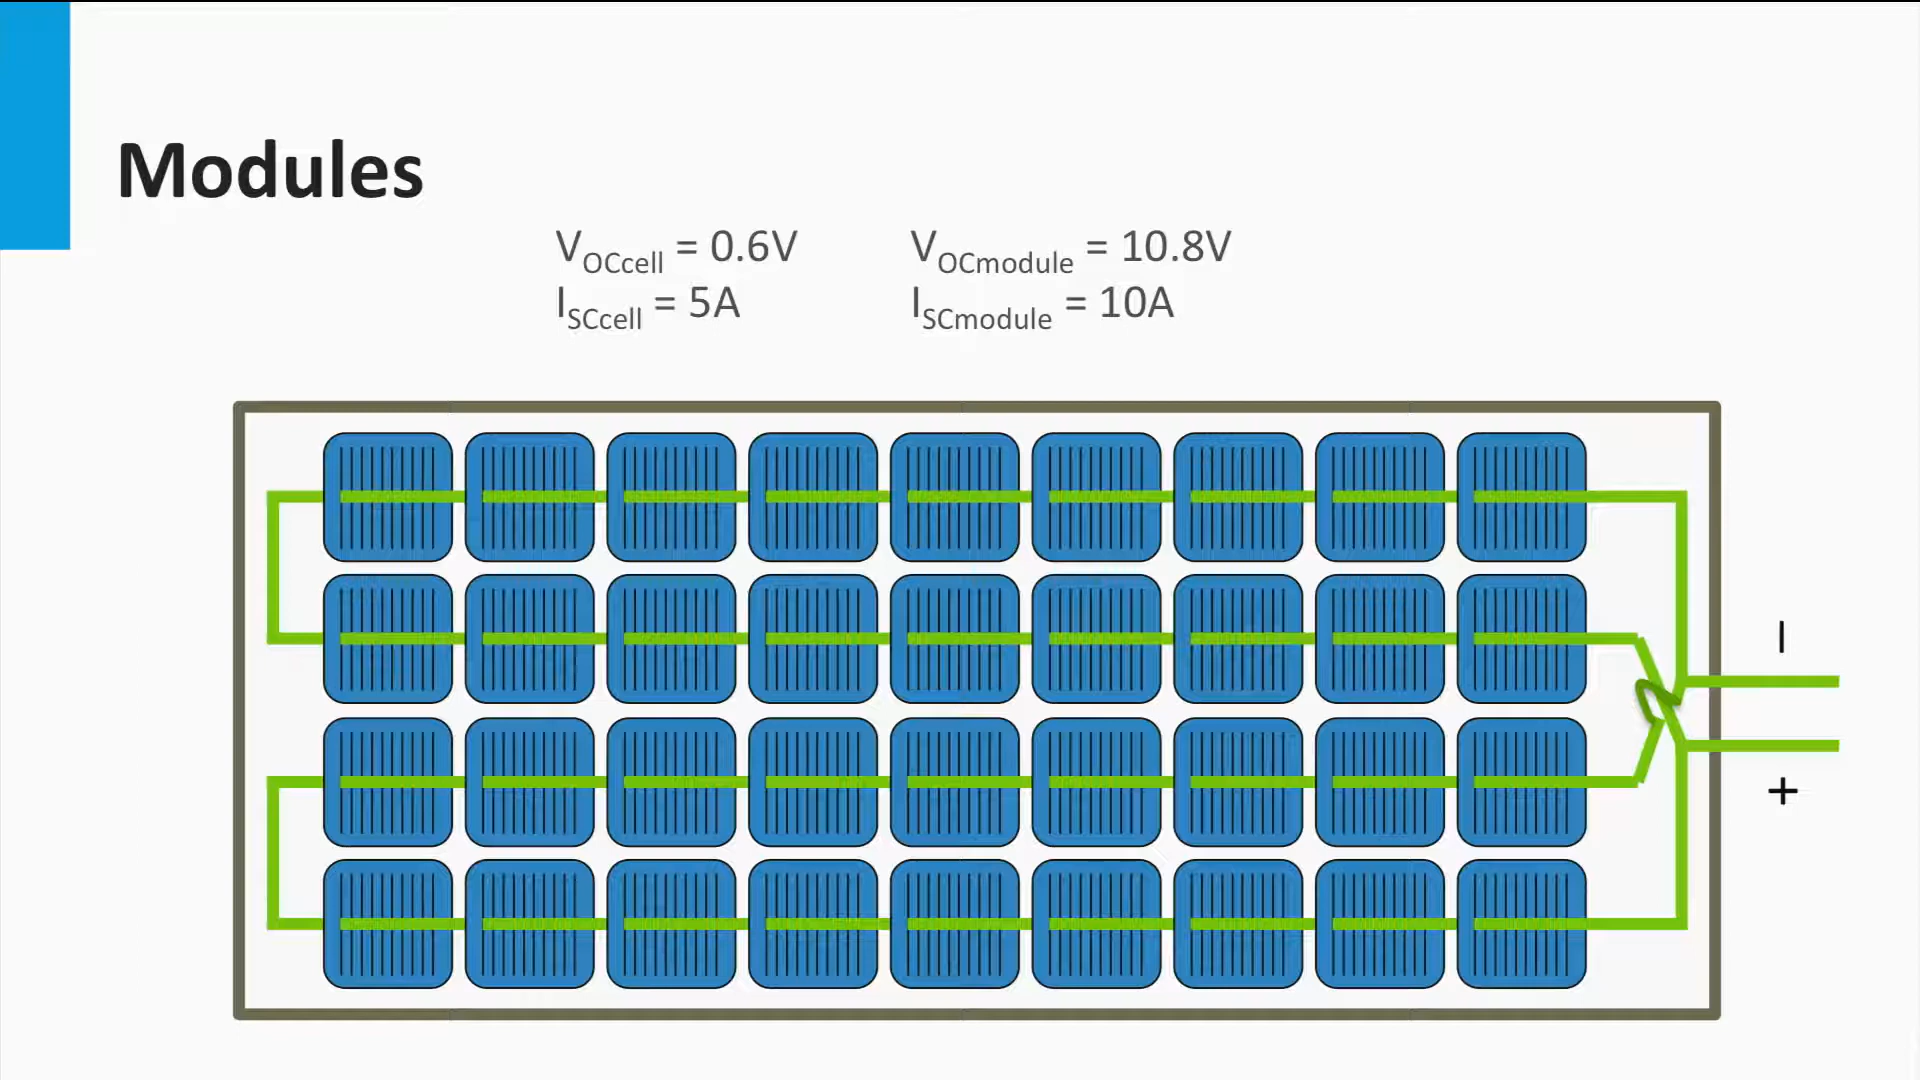 Modules
V_OCcell = 0.6V V_OCmodule = 10.8V
I_SCcell = 5A I_SCmodule = 10A
|
+